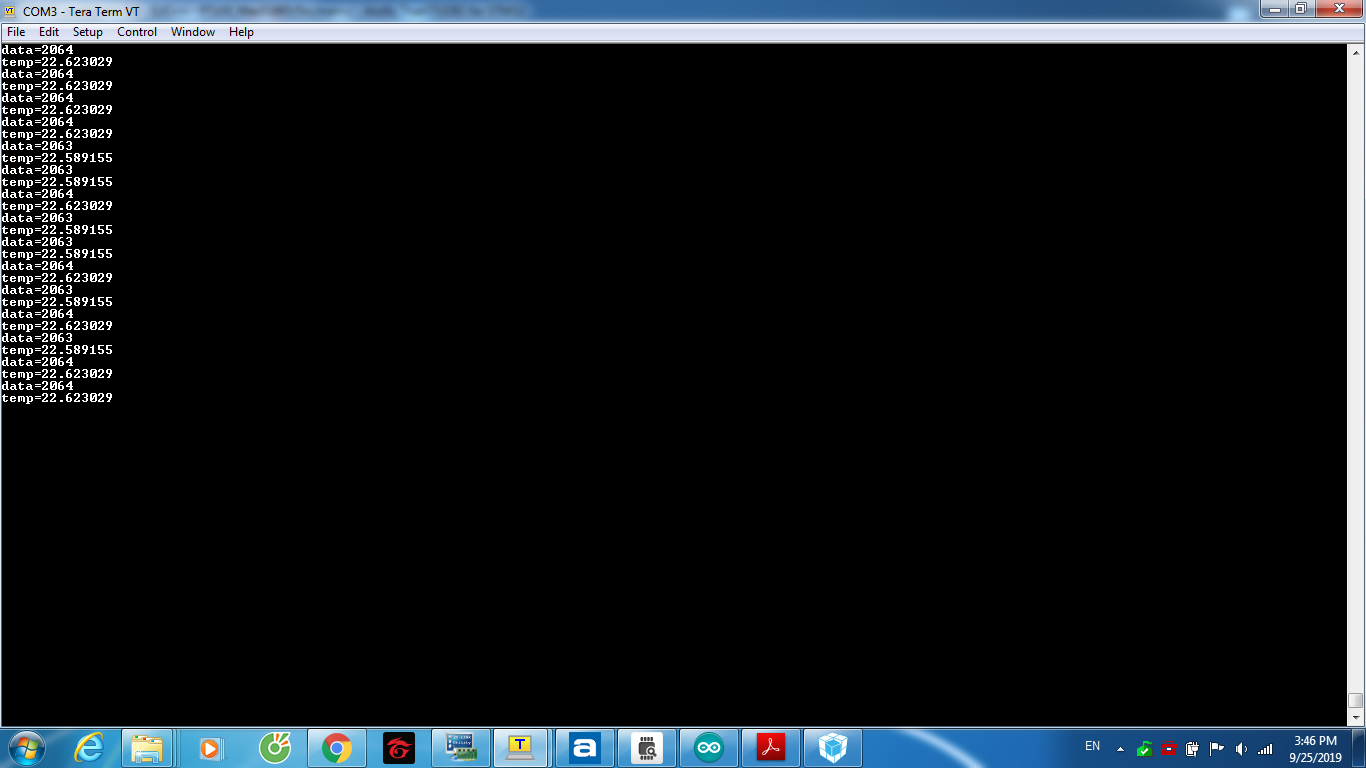 COM3 - Tera Term VT
File Edit Setup Control Window Help
data=2064
temp=22.623029
data=2064
temp=22.623029
data=2064
temp=22.623029
data=2064
temp=22.623029
data=2063
temp=22.589155
data=2063
temp=22.589155
data=2064
temp=22.623029
data=2063
temp=22.589155
data=2063
temp=22.589155
data=2064
temp=22.623029
data=2063
temp=22.589155
data=2064
temp=22.623029
data=2063
temp=22.589155
data=2064
temp=22.623029
data=2064
temp=22.623029
EN
3:46 PM
9/25/2019